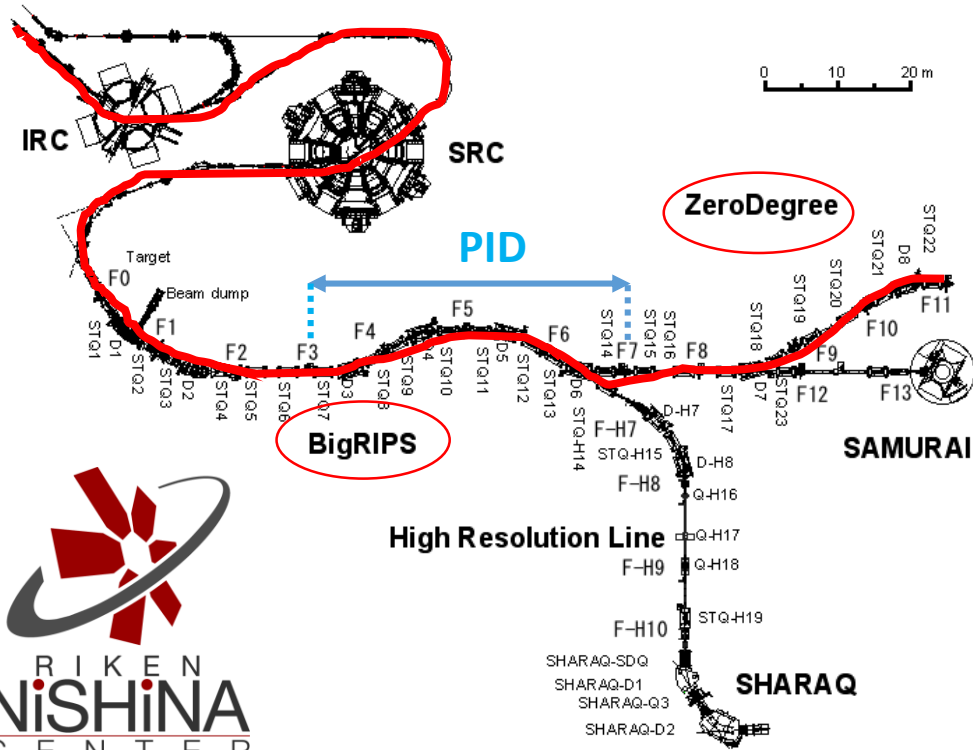 0 10 20 m
IRC
SRC
ZeroDegree
PID
Target
F0
Beam dump
F1
F2
F3
F4
F5
F6
F7
F8
F9
F10
F11
F12
F13
STQ1
D1
STQ2
STQ3
D2
STQ4
STQ5
STQ6
STQ7
D3
STQ8
STQ9
STQ10
STQ11
D5
STQ12
STQ13
D6
STQ-H14
STQ14
STQ15
STQ16
STQ17
STQ18
D7
STQ23
STQ19
STQ20
STQ21
D8
STQ22
BigRIPS
SAMURAI
F-H7
D-H7
STQ-H15
D-H8
F-H8
Q-H16
High Resolution Line
Q-H17
F-H9
Q-H18
STQ-H19
F-H10
SHARAQ-SDQ
SHARAQ-D1
SHARAQ-Q3
SHARAQ-D2
SHARAQ
RIKEN
NiSHiNA
CENTER